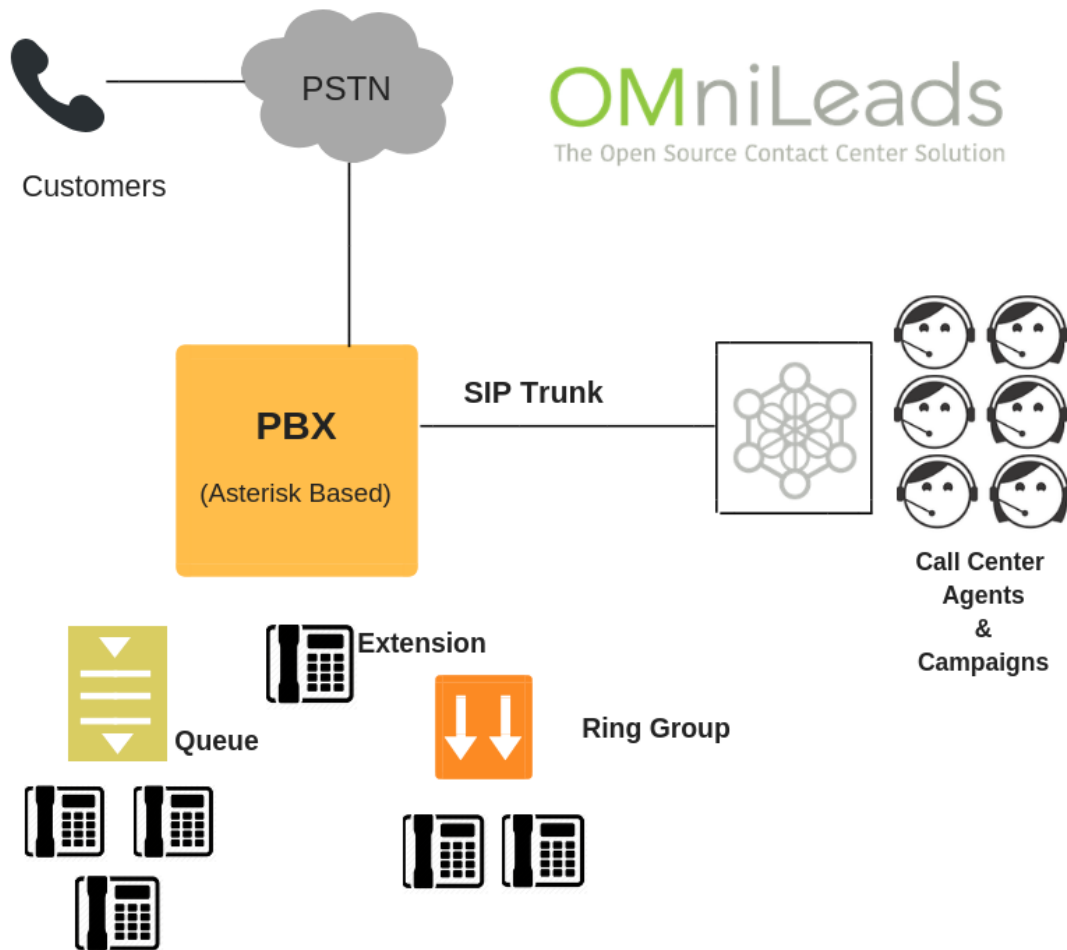 PSTN
OMniLeads
The Open Source Contact Center Solution
Customers
PBX
(Asterisk Based)
SIP Trunk
Call Center
Agents
&
Campaigns
Extension
Queue
Ring Group